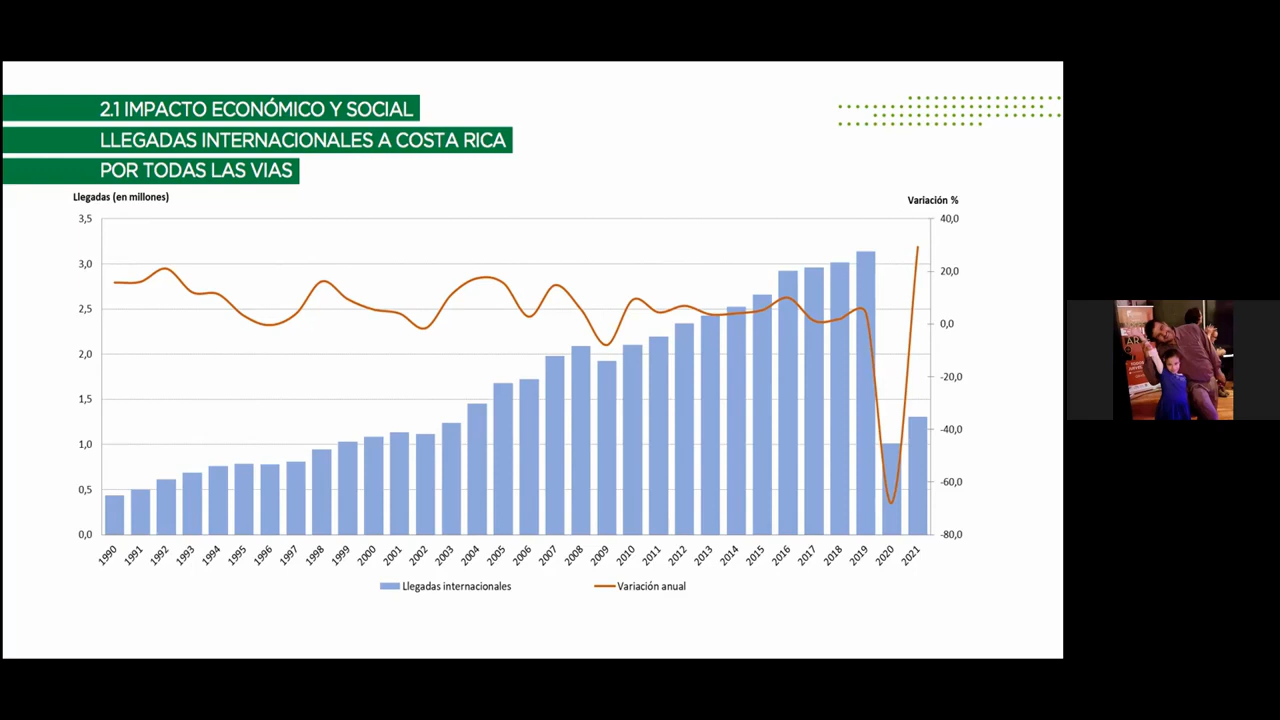 2.1 IMPACTO ECONÓMICO Y SOCIAL
LLEGADAS INTERNACIONALES A COSTA RICA
POR TODAS LAS VIAS
Llegadas (en millones)
Variación %
3,5
3,0
2,5
2,0
1,5
1,0
0,5
0,0
40,0
20,0
0,0
-20,0
-40,0
-60,0
-80,0
1990 1991 1992 1993 1994 1995 1996 1997 1998 1999 2000 2001 2002 2003 2004 2005 2006 2007 2008 2009 2010 2011 2012 2013 2014 2015 2016 2017 2018 2019 2020 2021
Llegadas internacionales
Variación anual